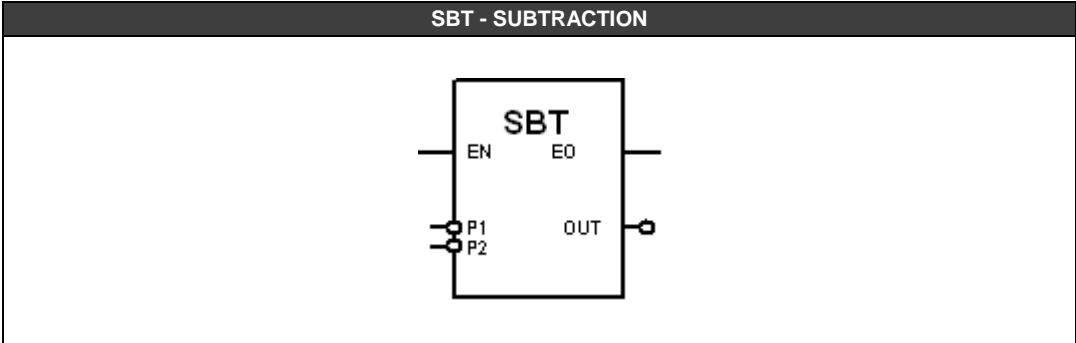 SBT - SUBTRACTION
SBT
EN EO
P1 OUT
P2